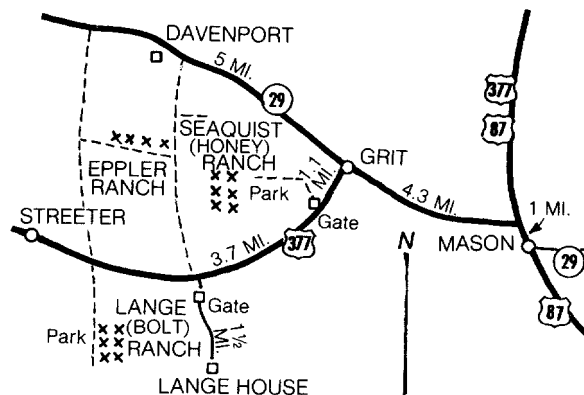 DAVENPORT
5 MI.
29
377
87
SEAQUIST
(HONEY)
RANCH
EPPLER
RANCH
Park
1.1
MI.
GRIT
4.3 MI.
1 MI.
Gate
STREETER
3.7 MI.
377
N
MASON
29
87
LANGE
(BOLT)
RANCH
Gate
Park
1½
MI.
LANGE HOUSE